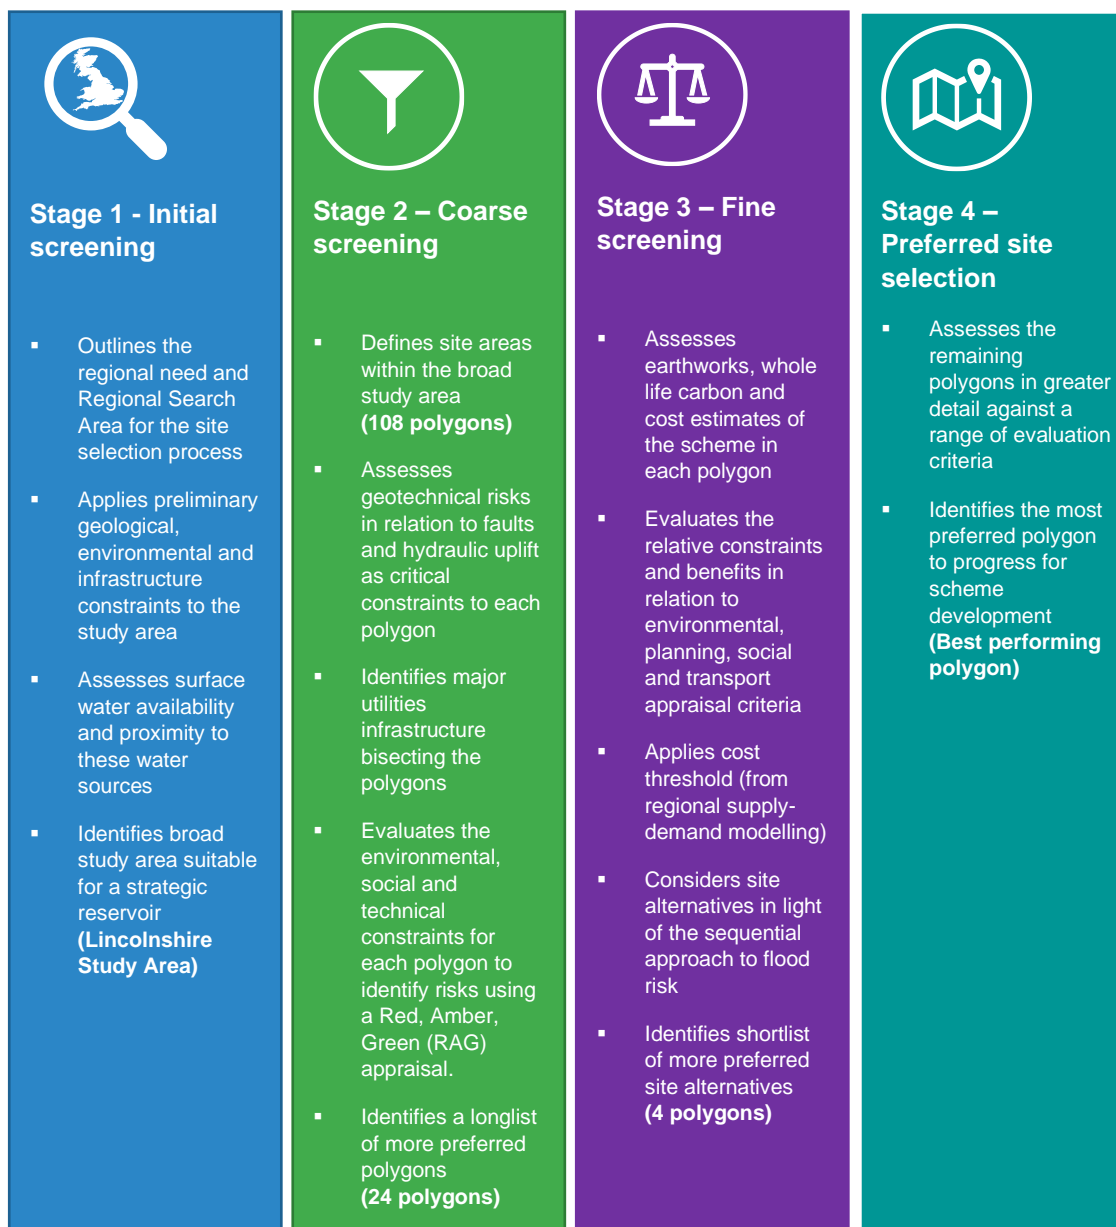 Stage 1 - Initial
screening
▪ Outlines the
regional need and
Regional Search
Area for the site
selection process
▪ Applies preliminary
geological,
environmental and
infrastructure
constraints to the
study area
▪ Assesses surface
water availability
and proximity to
these water
sources
▪ Identifies broad
study area suitable
for a strategic
reservoir
(Lincolnshire
Study Area)
Stage 2 – Coarse
screening
▪ Defines site areas
within the broad
study area
(108 polygons)
▪ Assesses
geotechnical risks
in relation to faults
and hydraulic uplift
as critical
constraints to each
polygon
▪ Identifies major
utilities
infrastructure
bisecting the
polygons
▪ Evaluates the
environmental,
social and
technical
constraints for
each polygon to
identify risks using
a Red, Amber,
Green (RAG)
appraisal.
▪ Identifies a longlist
of more preferred
polygons
(24 polygons)
Stage 3 – Fine
screening
▪ Assesses
earthworks, whole
life carbon and
cost estimates of
the scheme in
each polygon
▪ Evaluates the
relative constraints
and benefits in
relation to
environmental,
planning, social
and transport
appraisal criteria
▪ Applies cost
threshold (from
regional supply-
demand modelling)
▪ Considers site
alternatives in light
of the sequential
approach to flood
risk
▪ Identifies shortlist
of more preferred
site alternatives
(4 polygons)
Stage 4 –
Preferred site
selection
▪ Assesses the
remaining
polygons in greater
detail against a
range of evaluation
criteria
▪ Identifies the most
preferred polygon
to progress for
scheme
development
(Best performing
polygon)